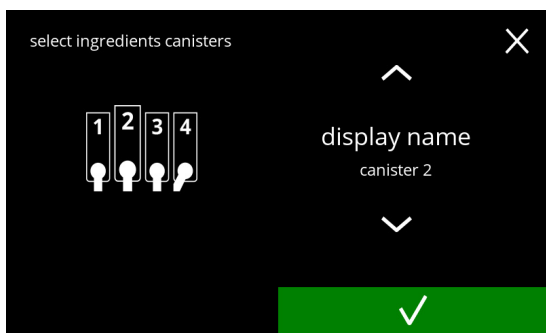 select ingredients canisters
1 2 3 4
display name
canister 2